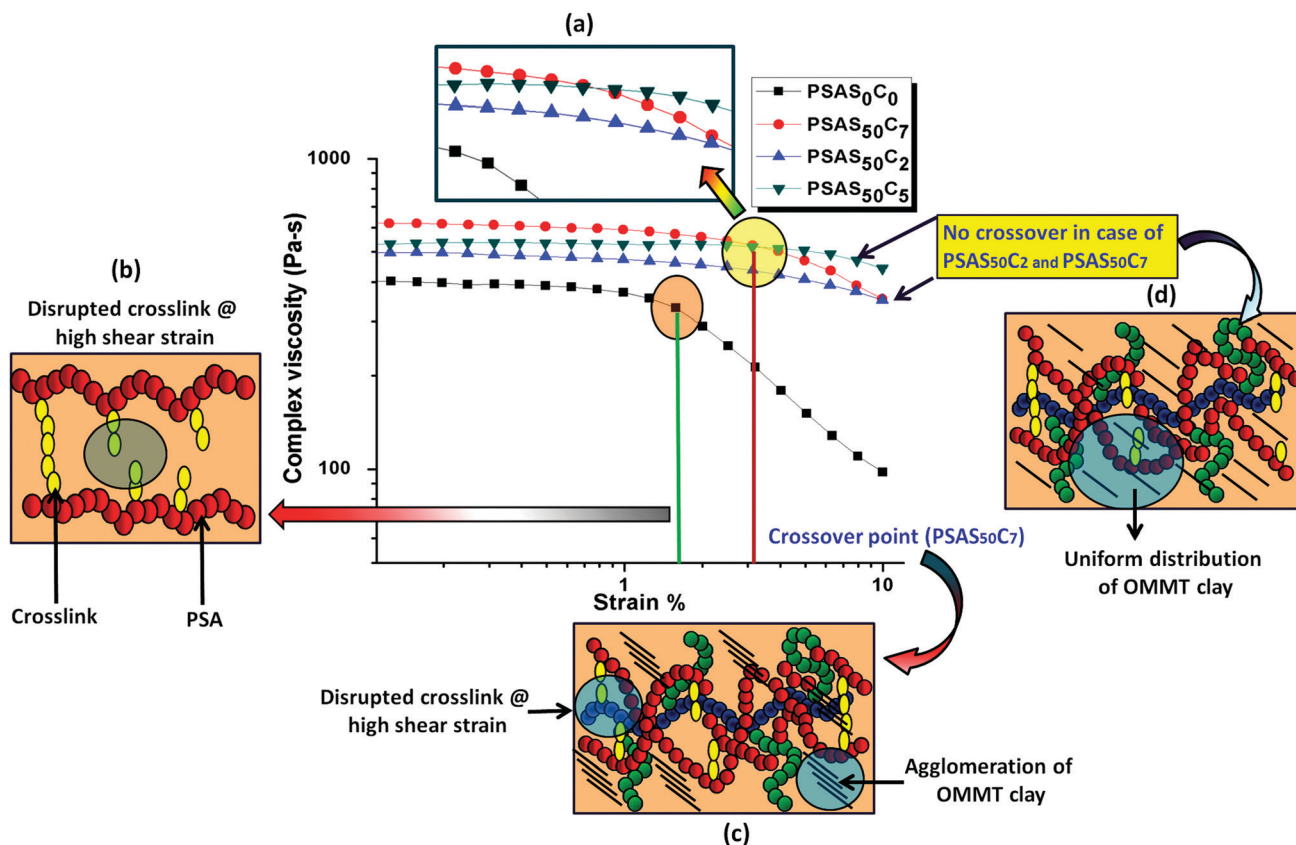 (a)
PSAS₀C₀
PSAS₅₀C₇
PSAS₅₀C₂
PSAS₅₀C₅
1000
100
Complex viscosity (Pa-s)
1
10
Strain %
No crossover in case of
PSAS50C2 and PSAS50C7
(b)
Disrupted crosslink @
high shear strain
Crosslink
PSA
(d)
Uniform distribution
of OMMT clay
Crossover point (PSAS50C7)
Disrupted crosslink @
high shear strain
Agglomeration of
OMMT clay
(c)